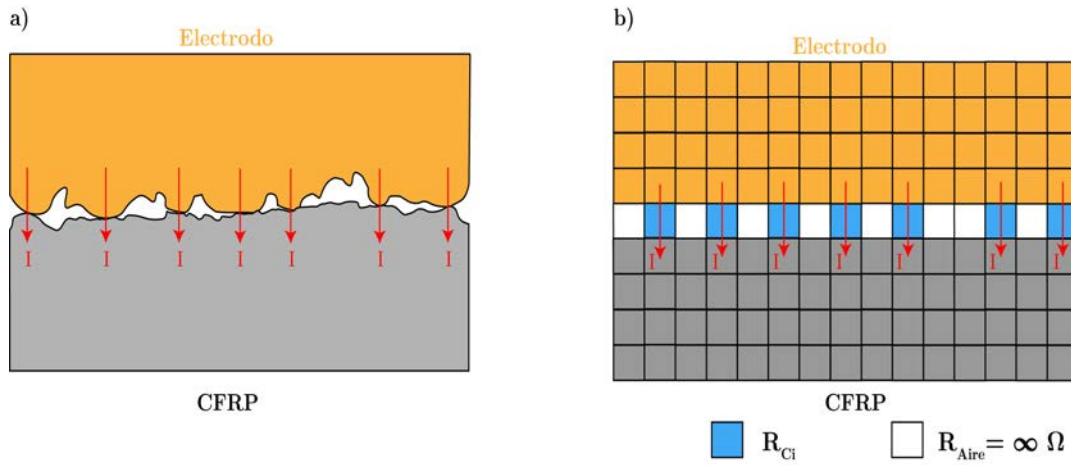 a)
Electrodo
I I I I I I I
CFRP
b)
Electrodo
I I I I I I I
CFRP
R_Ci
R_Aire = ∞ Ω